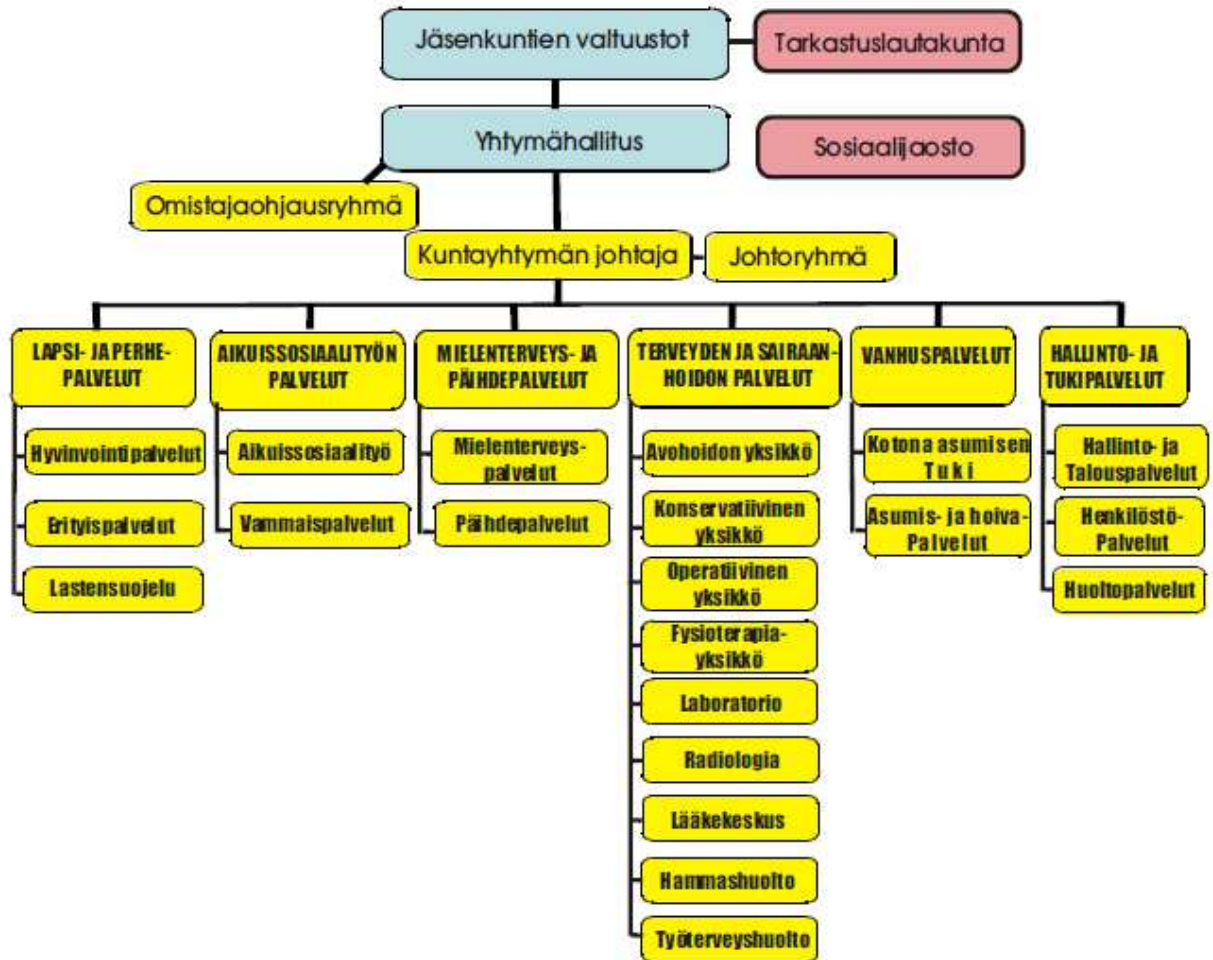 Jäsenkuntien valtuustot
Tarkastuslautakunta
Yhtymähallitus
Sosiaalijaosto
Omistajaohjausryhmä
Kuntayhtymän johtaja
Johtoryhmä
LAPSI- JA PERHE-
PALVELUT
Hyvinvointipalvelut
Erityispalvelut
Lastensuojelu
AIKUISSOSIAALITYÖN
PALVELUT
Aikuissosiaalityö
Vammaispalvelut
MIELENTERVEYS- JA
PÄIHDEPALVELUT
Mielenterveys-
palvelut
Päihdepalvelut
TERVEYDEN JA SAIRAAN-
HOIDON PALVELUT
Avohoidon yksikkö
Konservatiivinen
yksikkö
Operatiivinen
yksikkö
Fysioterapia-
yksikkö
Laboratorio
Radiologia
Lääkekeskus
Hammashuolto
Työterveyshuolto
VANHUSPALVELUT
Kotona asumisen
Tuki
Asumis- ja hoiva-
Palvelut
HALLINTO- JA
TUKIPALVELUT
Hallinto- ja
Talouspalvelut
Henkilöstö-
Palvelut
Huoltopalvelut